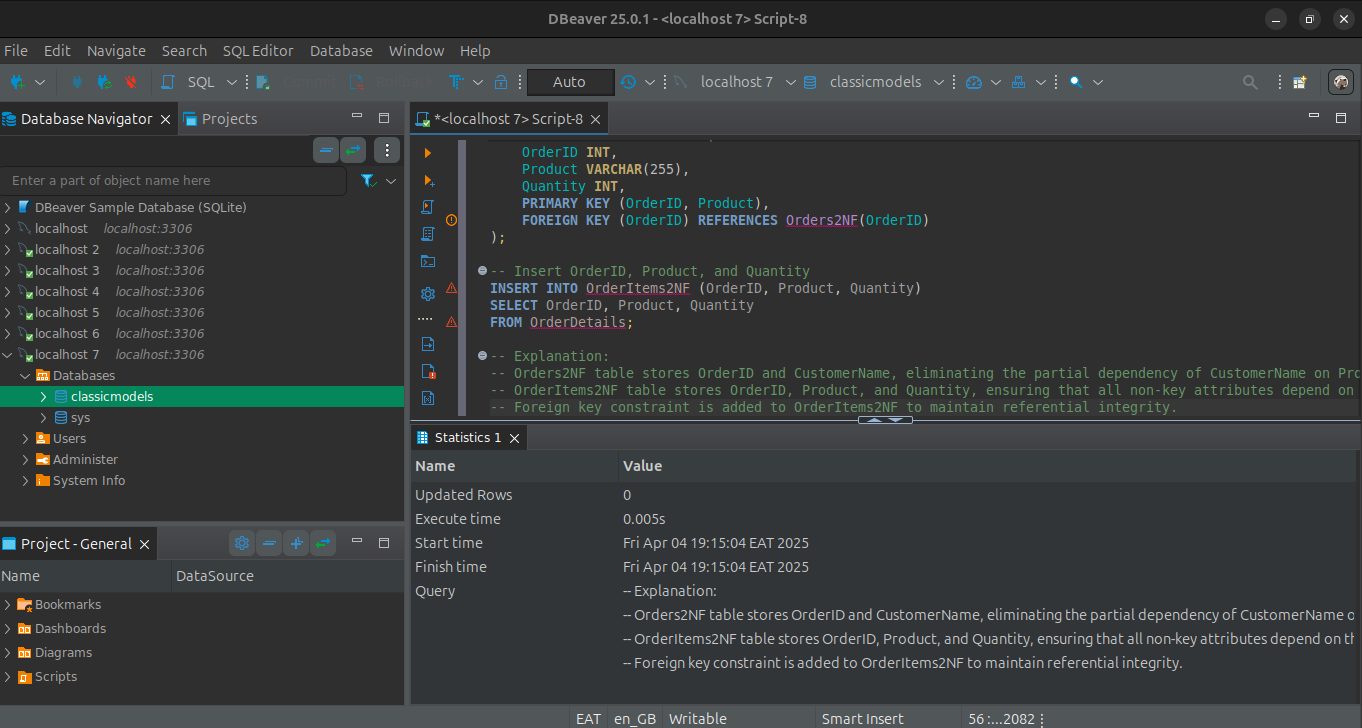 DBeaver 25.0.1 - <localhost 7> Script-8
File Edit Navigate Search SQL Editor Database Window Help
SQL Auto localhost 7 classicmodels
Database Navigator Projects
Enter a part of object name here
DBeaver Sample Database (SQLite)
localhost localhost:3306
localhost 2 localhost:3306
localhost 3 localhost:3306
localhost 4 localhost:3306
localhost 5 localhost:3306
localhost 6 localhost:3306
localhost 7 localhost:3306
Databases
classicmodels
sys
Users
Administer
System Info
Project - General
Name DataSource
Bookmarks
Dashboards
Diagrams
Scripts
*<localhost 7> Script-8
OrderID INT,
Product VARCHAR(255),
Quantity INT,
PRIMARY KEY (OrderID, Product),
FOREIGN KEY (OrderID) REFERENCES Orders2NF(OrderID)
);
-- Insert OrderID, Product, and Quantity
INSERT INTO OrderItems2NF (OrderID, Product, Quantity)
SELECT OrderID, Product, Quantity
FROM OrderDetails;
-- Explanation:
-- Orders2NF table stores OrderID and CustomerName, eliminating the partial dependency of CustomerName on Pro
-- OrderItems2NF table stores OrderID, Product, and Quantity, ensuring that all non-key attributes depend on
-- Foreign key constraint is added to OrderItems2NF to maintain referential integrity.
Statistics 1
Name Value
Updated Rows 0
Execute time 0.005s
Start time Fri Apr 04 19:15:04 EAT 2025
Finish time Fri Apr 04 19:15:04 EAT 2025
Query -- Explanation:
-- Orders2NF table stores OrderID and CustomerName, eliminating the partial dependency of CustomerName o
-- OrderItems2NF table stores OrderID, Product, and Quantity, ensuring that all non-key attributes depend on th
-- Foreign key constraint is added to OrderItems2NF to maintain referential integrity.
EAT en_GB Writable Smart Insert 56 :...2082